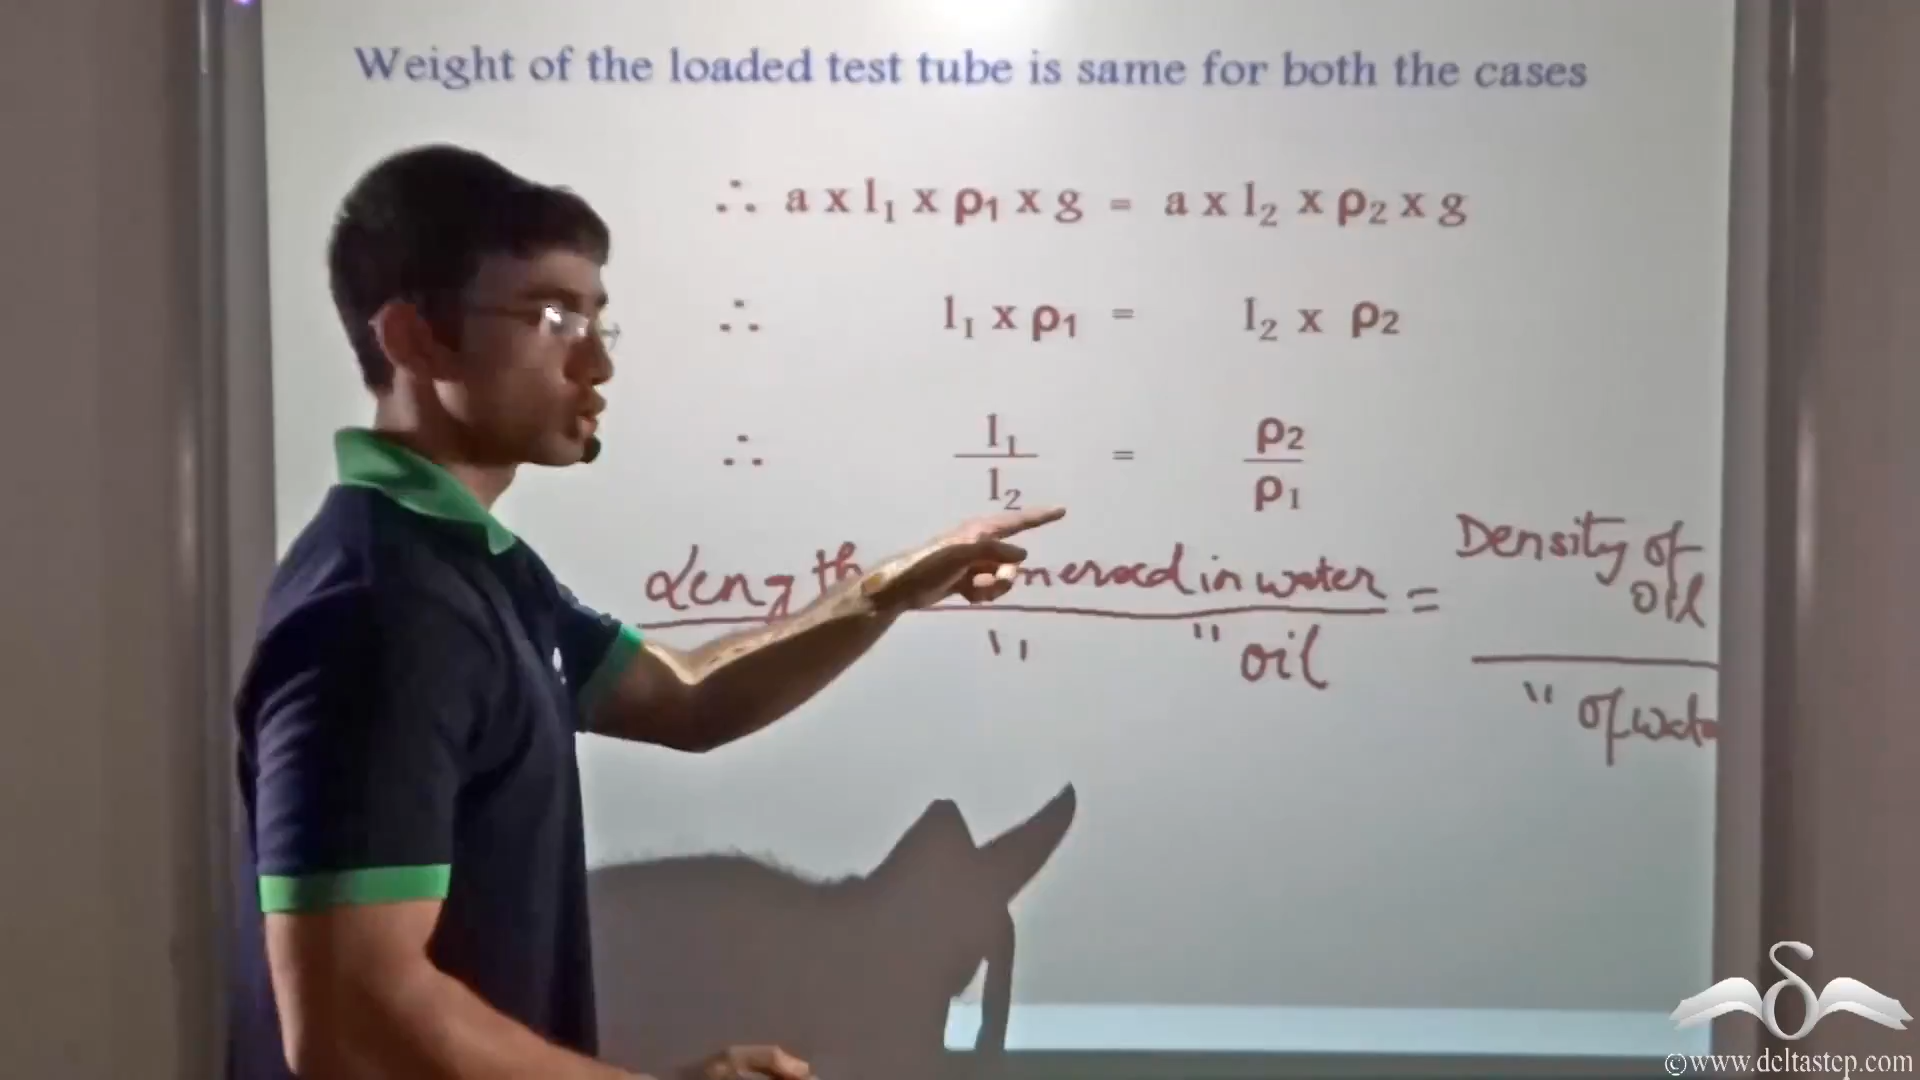 Weight of the loaded test tube is same for both the cases
∴ a x l₁ x ρ₁ x g = a x l₂ x ρ₂ x g
∴ l₁ x ρ₁ = l₂ x ρ₂
∴ l₁ / l₂ = ρ₂ / ρ₁
Length in water = Density of oil
" " oil
" of
©www.deltastep.com